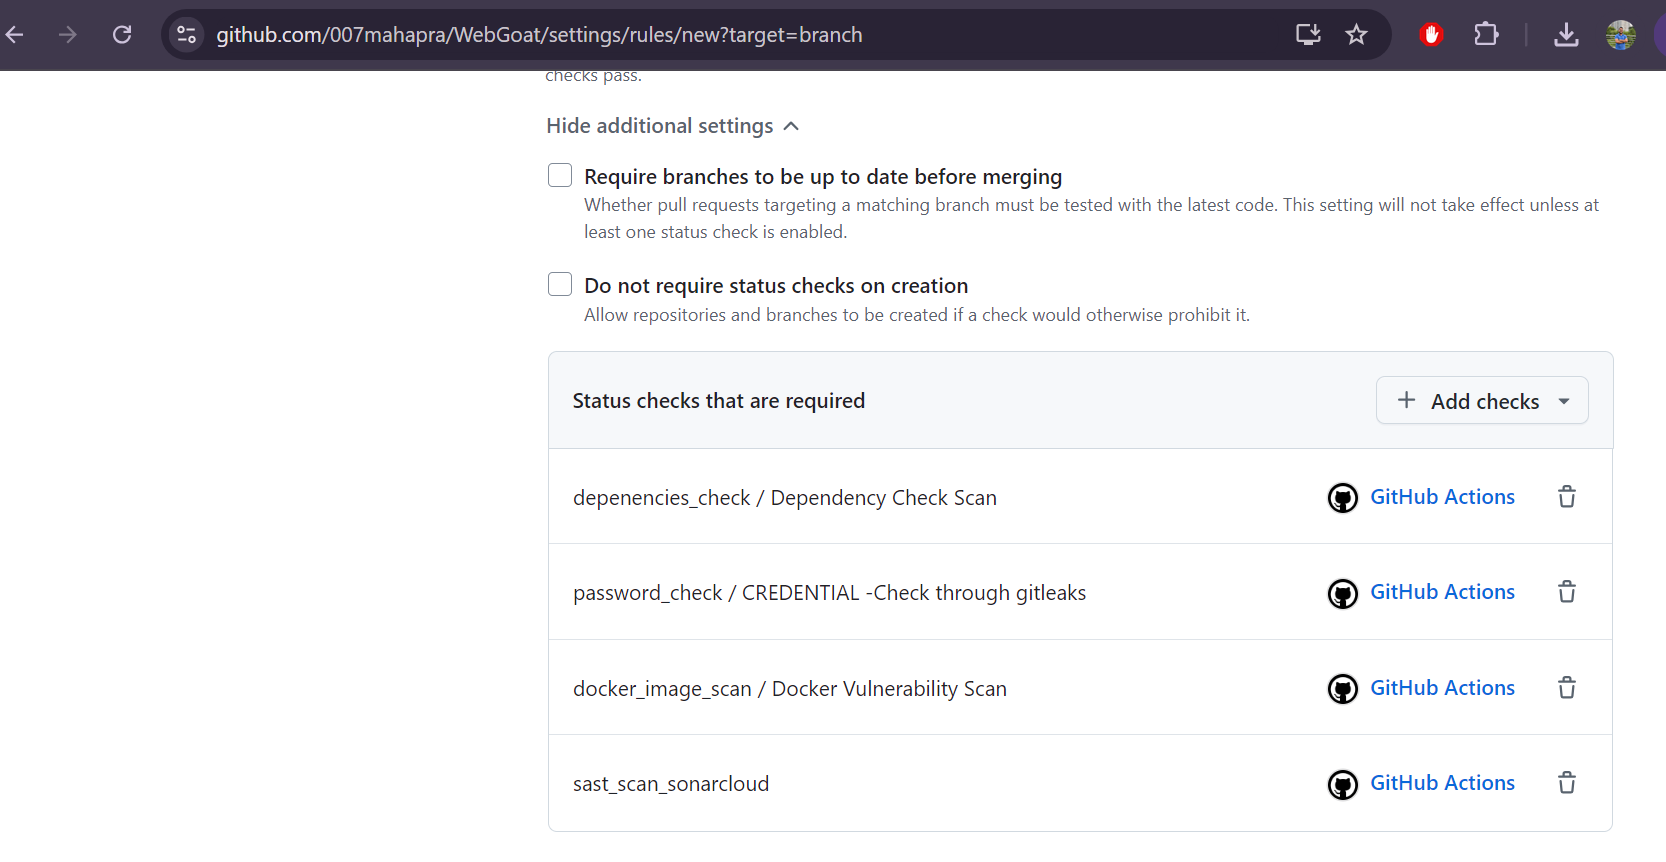 github.com/007mahapra/WebGoat/settings/rules/new?target=branch
checks pass.
Hide additional settings
Require branches to be up to date before merging
Whether pull requests targeting a matching branch must be tested with the latest code. This setting will not take effect unless at
least one status check is enabled.
Do not require status checks on creation
Allow repositories and branches to be created if a check would otherwise prohibit it.
Status checks that are required
Add checks
depenencies_check / Dependency Check Scan
GitHub Actions
password_check / CREDENTIAL -Check through gitleaks
GitHub Actions
docker_image_scan / Docker Vulnerability Scan
GitHub Actions
sast_scan_sonarcloud
GitHub Actions